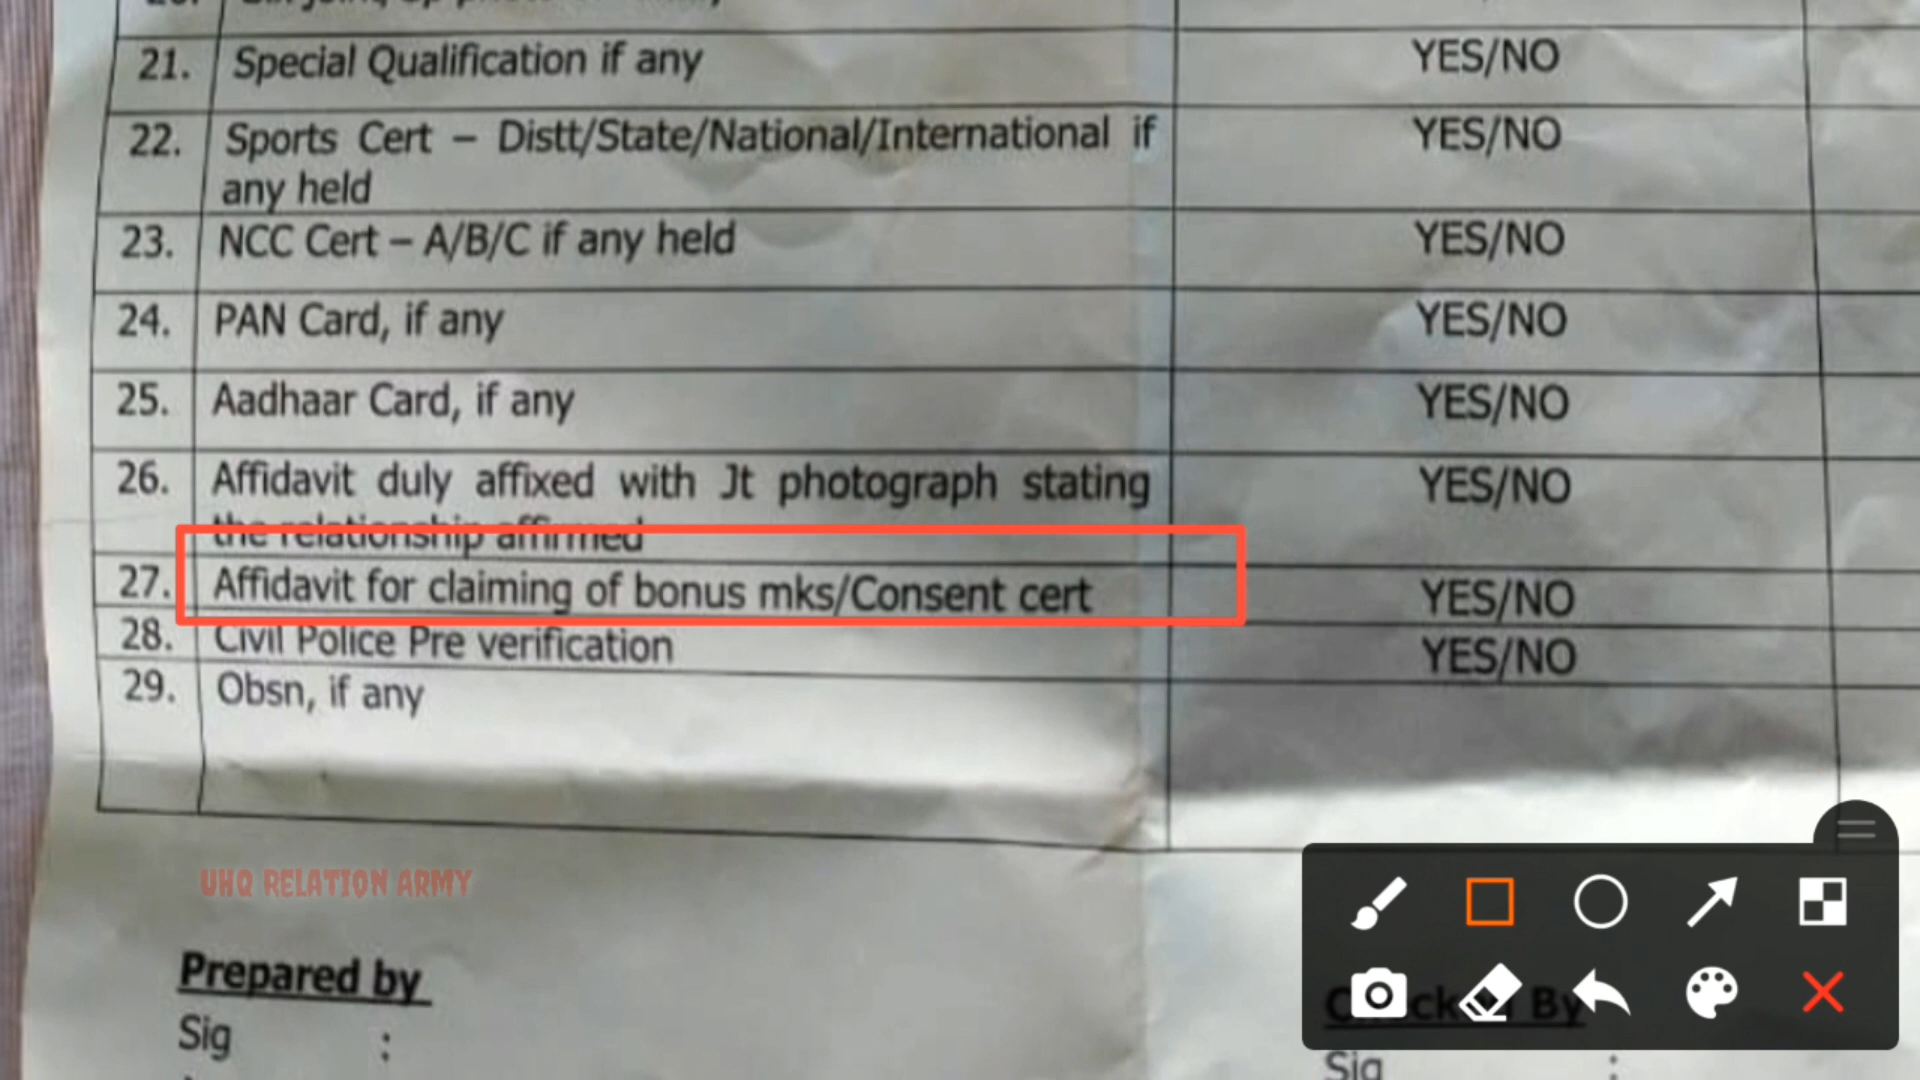 21. Special Qualification if any YES/NO
22. Sports Cert – Distt/State/National/International if YES/NO
any held
23. NCC Cert – A/B/C if any held YES/NO
24. PAN Card, if any YES/NO
25. Aadhaar Card, if any YES/NO
26. Affidavit duly affixed with Jt photograph stating YES/NO
the relationship affirmed
27. Affidavit for claiming of bonus mks/Consent cert YES/NO
28. Civil Police Pre verification YES/NO
29. Obsn, if any
UHQ RELATION ARMY
Prepared by
By
Sig :
Sig :